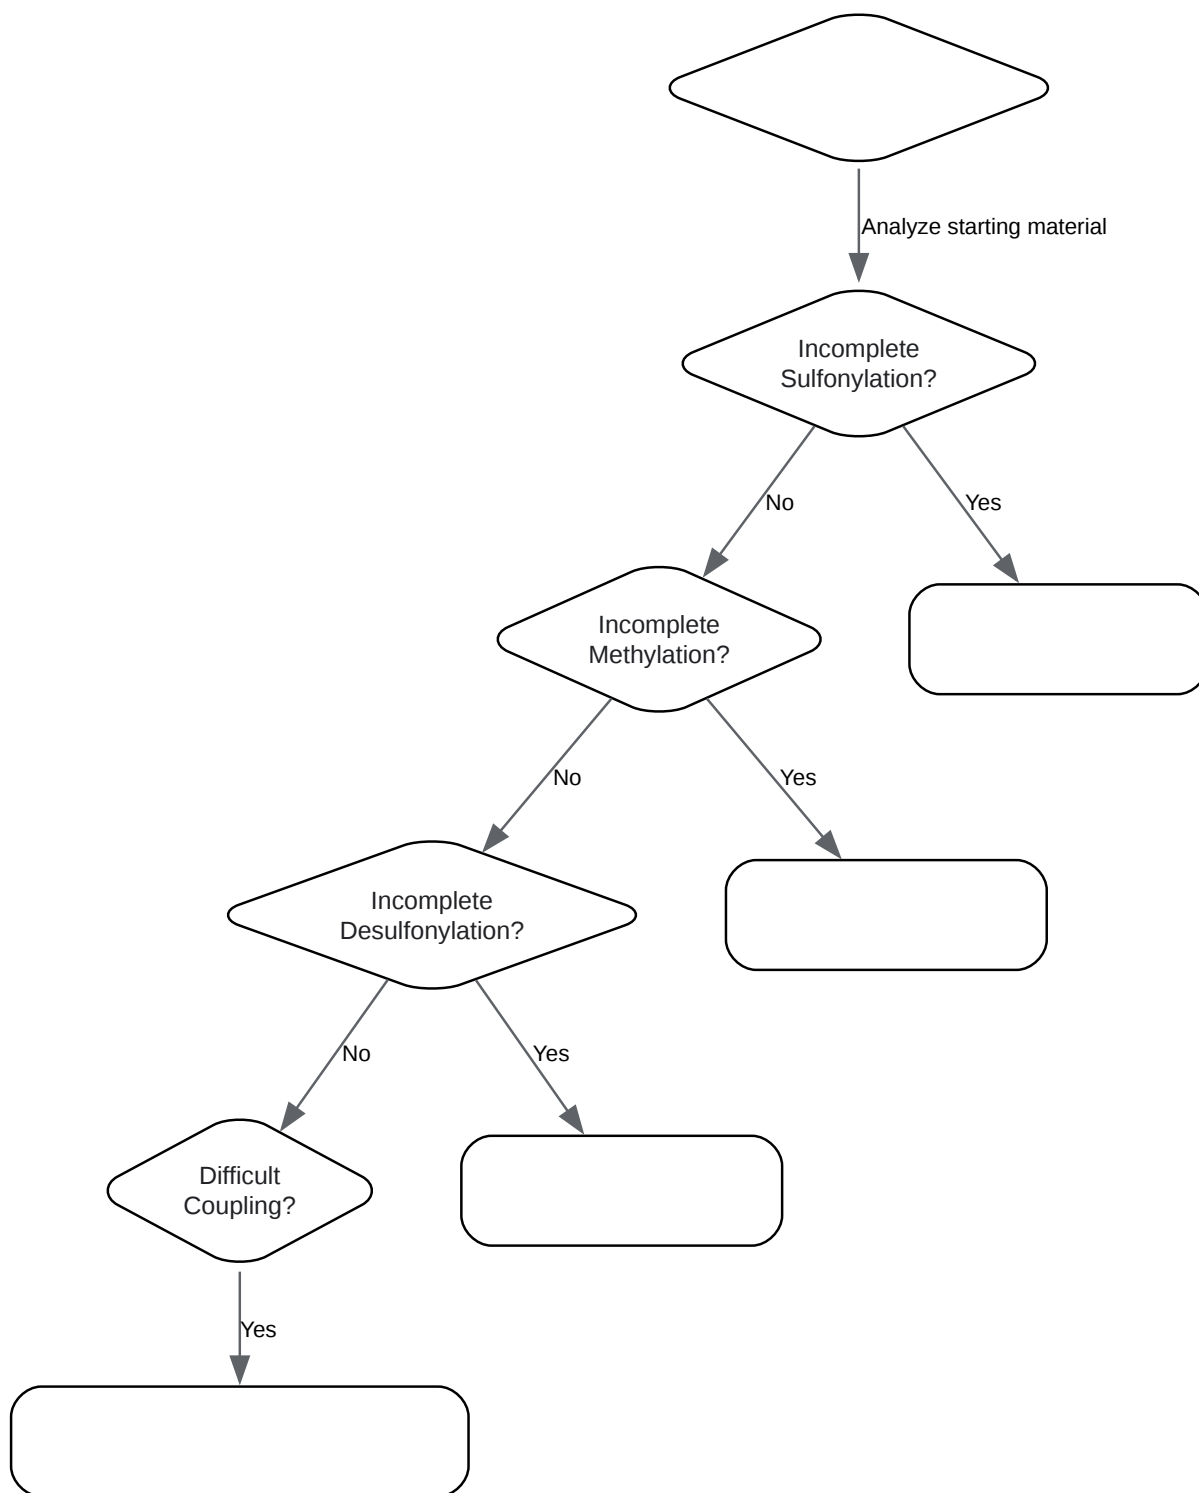 Analyze starting material
Incomplete
Sulfonylation?
No
Yes
Incomplete
Methylation?
No
Yes
Incomplete
Desulfonylation?
No
Yes
Difficult
Coupling?
Yes